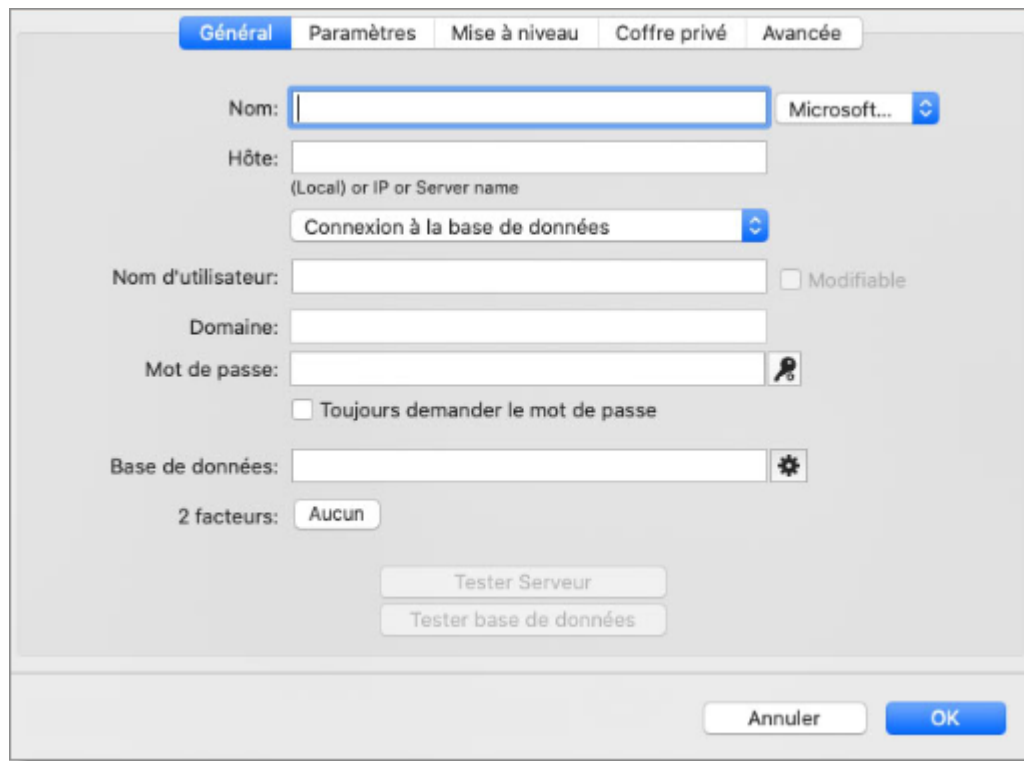 Général Paramètres Mise à niveau Coffre privé Avancée
Nom: Microsoft...
Hôte:
(Local) or IP or Server name
Connexion à la base de données
Nom d'utilisateur: Modifiable
Domaine:
Mot de passe:
Toujours demander le mot de passe
Base de données:
2 facteurs: Aucun
Tester Serveur
Tester base de données
Annuler OK